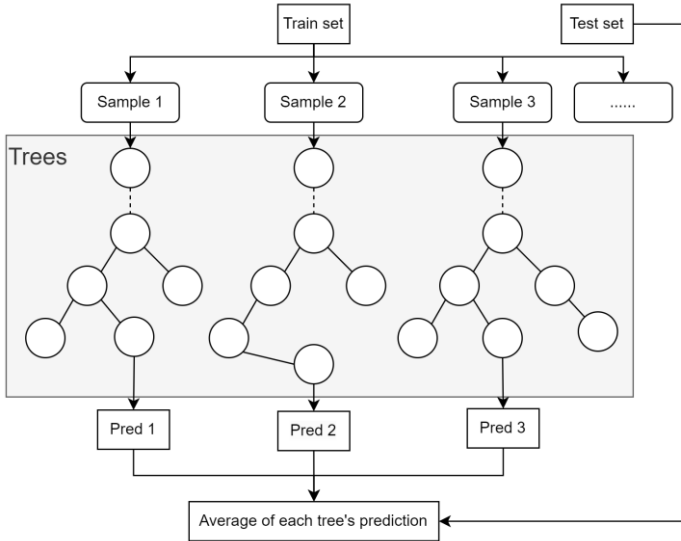 Train set
Test set
Sample 1
Sample 2
Sample 3
......
Trees
Pred 1
Pred 2
Pred 3
Average of each tree's prediction